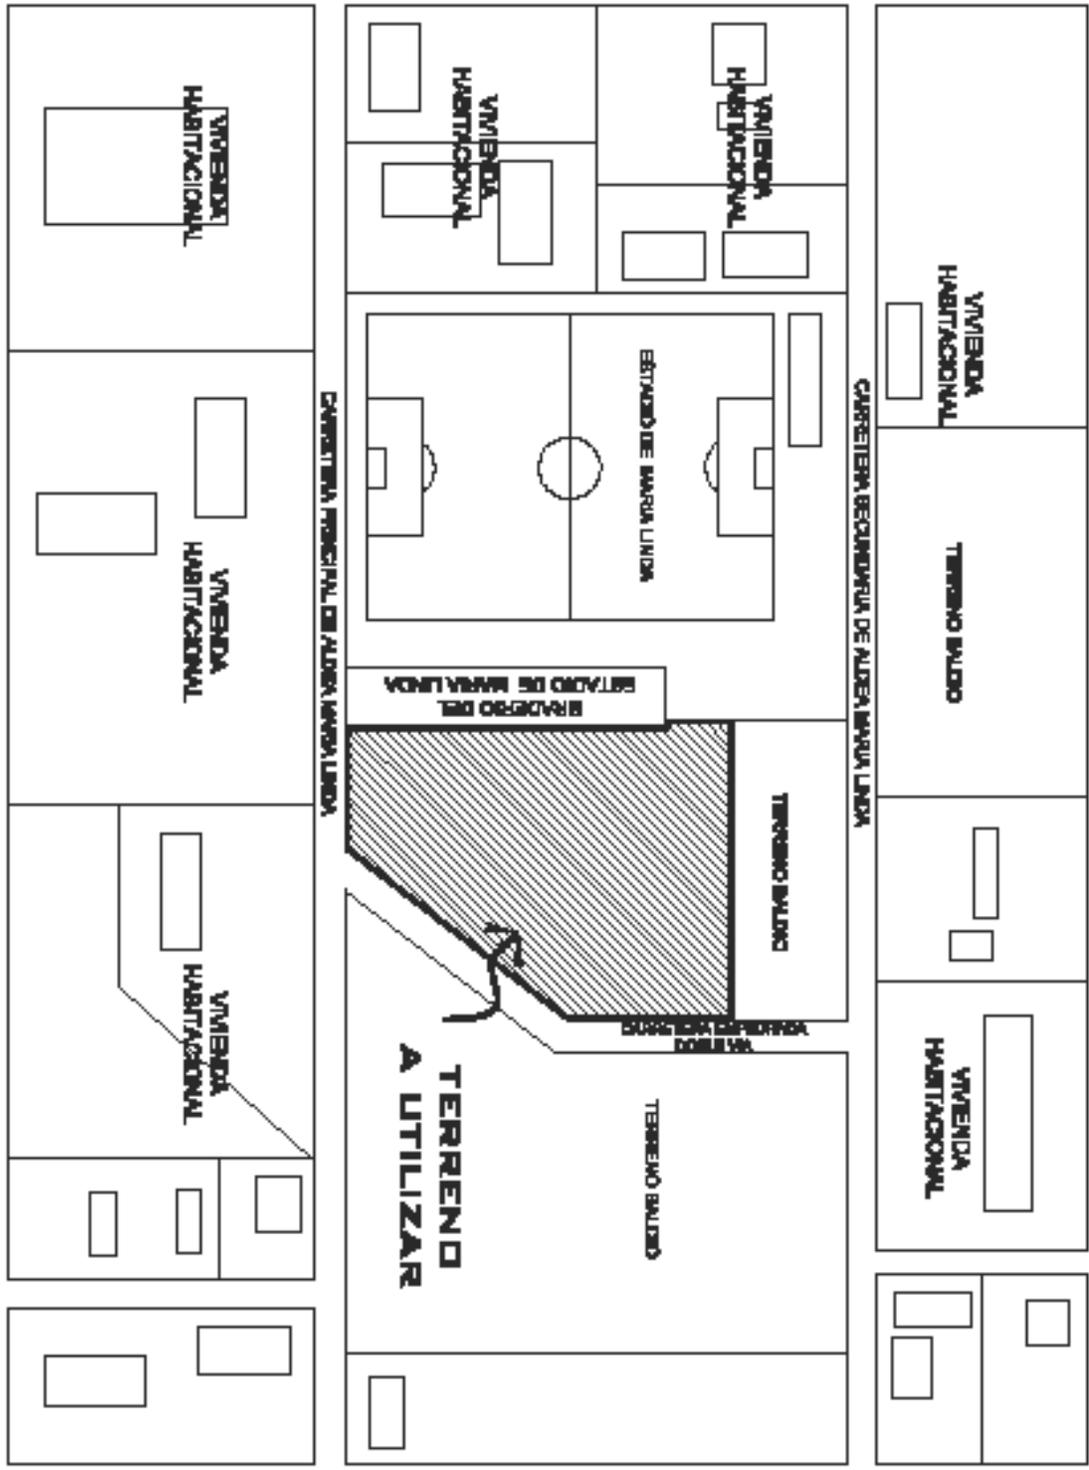 VIVIENDA
HABITACIONAL
VIVIENDA
HABITACIONAL
VIVIENDA
HABITACIONAL
VIVIENDA
HABITACIONAL
ESTADIO DE MARIA LINDA
CARRETERA PRINCIPAL DE ALDEA MARIA LINDA
CARRETERA SECUNDARIA DE ALDEA MARIA LINDA
VIVIENDA
HABITACIONAL
TERRENO BALDIO
GRADERIO DEL
ESTADIO DE MARIA LINDA
TERRENO BALDIO
VIVIENDA
HABITACIONAL
TERRENO
A UTILIZAR
TERRENO BALDIO
VIVIENDA
HABITACIONAL